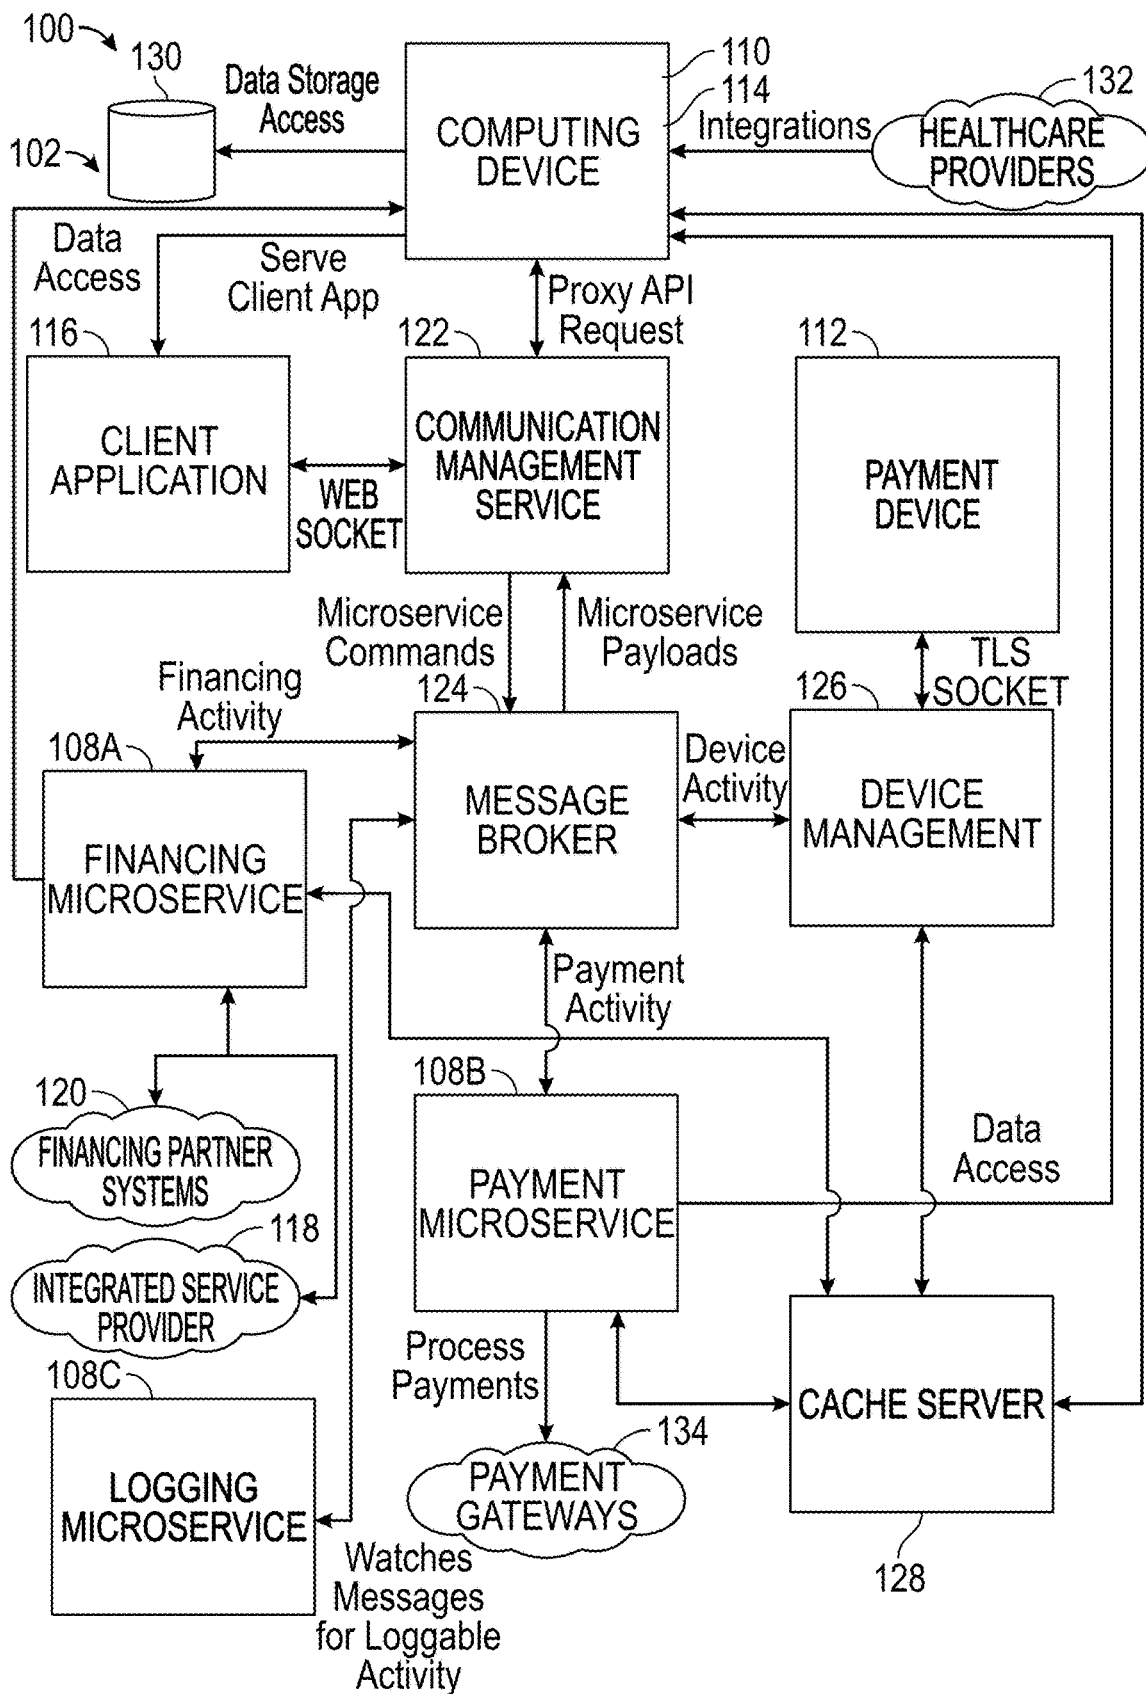 100
130
102
Data Storage
Access
110
114
COMPUTING
DEVICE
Integrations
132
HEALTHCARE
PROVIDERS
Data
Access
Serve
Client App
Proxy API
Request
116
CLIENT
APPLICATION
WEB
SOCKET
122
COMMUNICATION
MANAGEMENT
SERVICE
112
PAYMENT
DEVICE
Microservice
Commands
Microservice
Payloads
TLS
SOCKET
Financing
Activity
124
MESSAGE
BROKER
Device
Activity
126
DEVICE
MANAGEMENT
108A
FINANCING
MICROSERVICE
Payment
Activity
120
FINANCING PARTNER
SYSTEMS
118
INTEGRATED SERVICE
PROVIDER
108B
PAYMENT
MICROSERVICE
Data
Access
108C
LOGGING
MICROSERVICE
Process
Payments
134
PAYMENT
GATEWAYS
CACHE SERVER
128
Watches
Messages
for Loggable
Activity